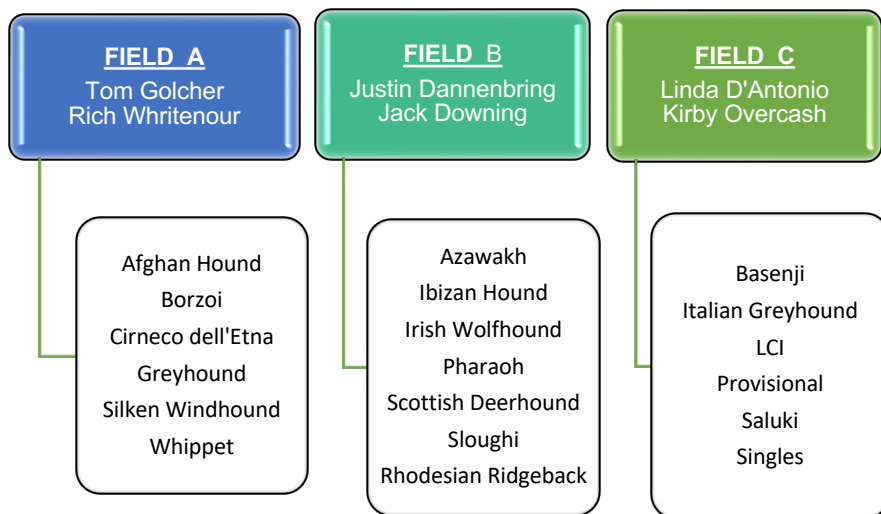 FIELD A
Tom Golcher
Rich Whritenour
Afghan Hound
Borzoi
Cirneco dell'Etna
Greyhound
Silken Windhound
Whippet
FIELD B
Justin Dannenbring
Jack Downing
Azawakh
Ibizan Hound
Irish Wolfhound
Pharaoh
Scottish Deerhound
Sloughi
Rhodesian Ridgeback
FIELD C
Linda D'Antonio
Kirby Overcash
Basenji
Italian Greyhound
LCI
Provisional
Saluki
Singles